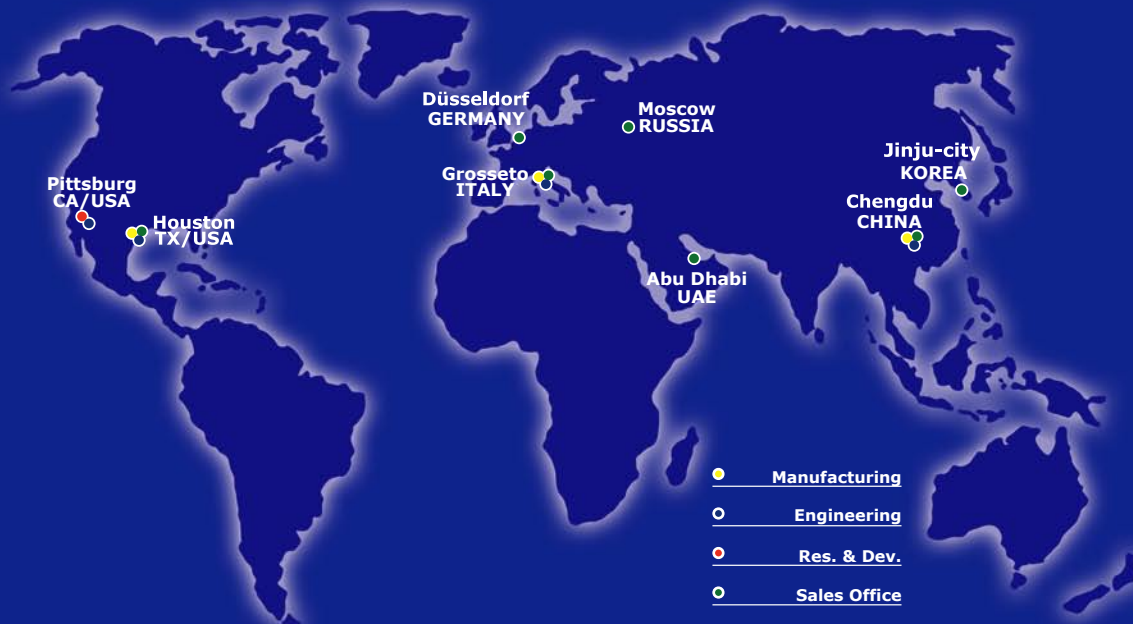 Düsseldorf
GERMANY
Moscow
RUSSIA
Jinju-city
KOREA
Grosseto
ITALY
Pittsburg
CA/USA
Chengdu
CHINA
Houston
TX/USA
Abu Dhabi
UAE
Manufacturing
Engineering
Res. & Dev.
Sales Office